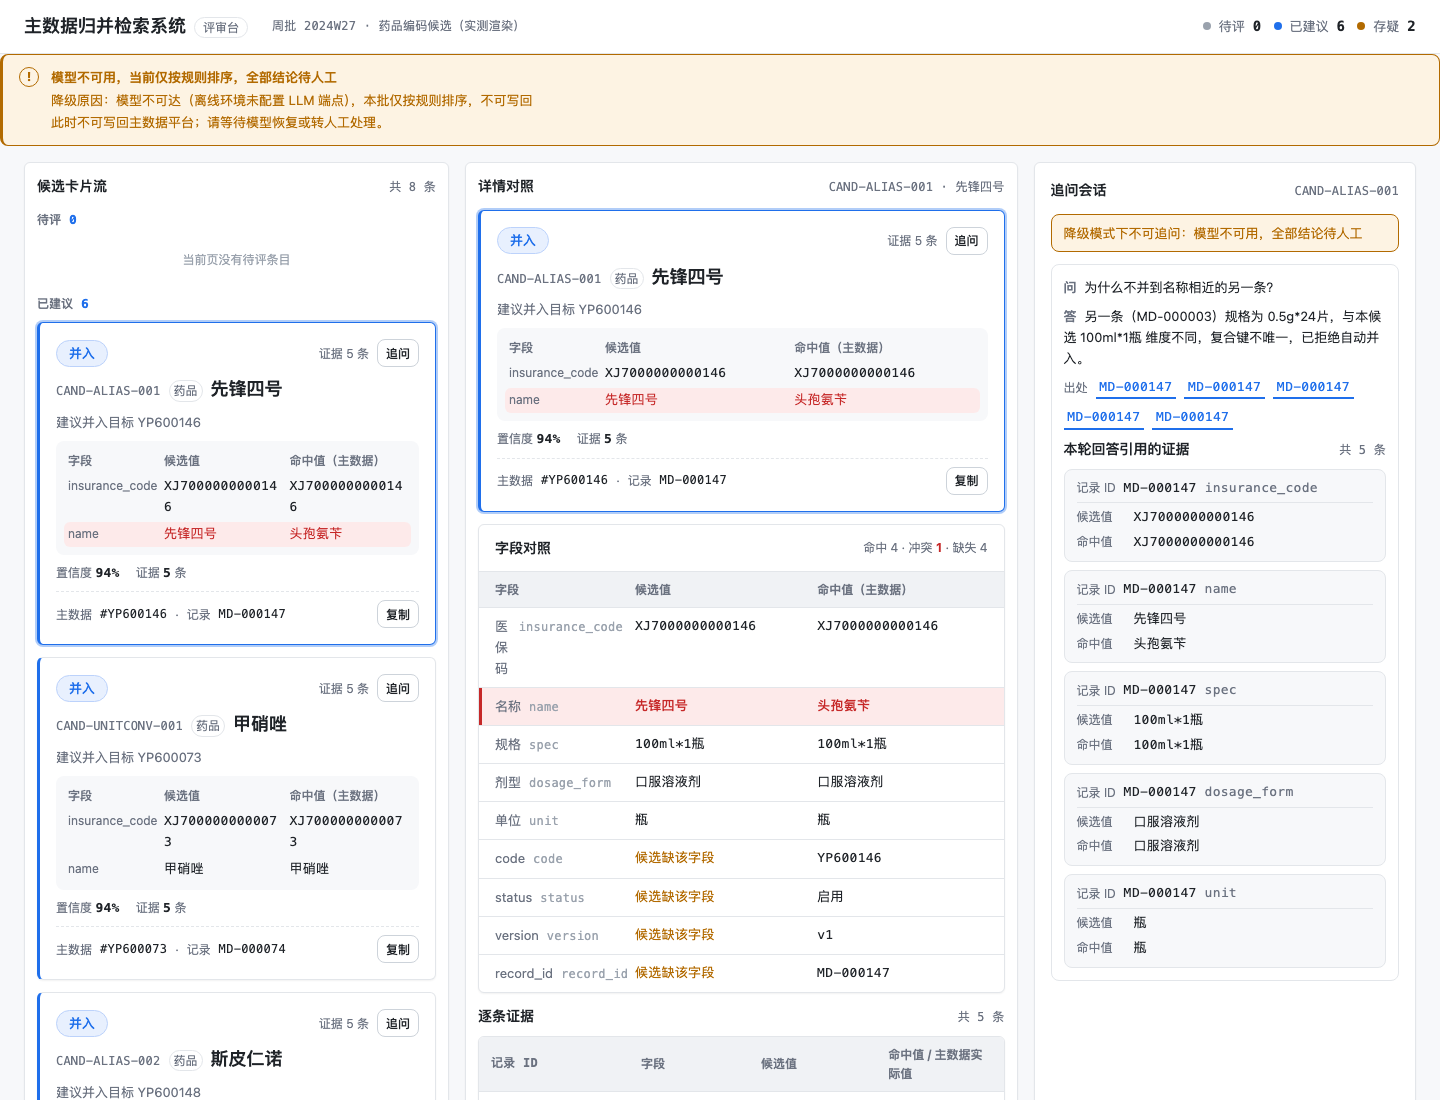 主数据归并检索系统 评审台 周批 2024W27 · 药品编码候选（实测渲染） 待评 0 已建议 6 存疑 2
! 模型不可用，当前仅按规则排序，全部结论待人工
降级原因：模型不可达（离线环境未配置 LLM 端点），本批仅按规则排序，不可写回
此时不可写回主数据平台；请等待模型恢复或转人工处理。
候选卡片流 共 8 条
待评 0
当前页没有待评条目
已建议 6
并入 证据 5 条 追问
CAND-ALIAS-001 药品 先锋四号
建议并入目标 YP600146
字段 候选值 命中值（主数据）
insurance_code XJ7000000000146 XJ7000000000146
name 先锋四号 头孢氨苄
置信度 94% 证据 5 条
主数据 #YP600146 · 记录 MD-000147 复制
并入 证据 5 条 追问
CAND-UNITCONV-001 药品 甲硝唑
建议并入目标 YP600073
字段 候选值 命中值（主数据）
insurance_code XJ7000000000073 XJ7000000000073
name 甲硝唑 甲硝唑
置信度 94% 证据 5 条
主数据 #YP600073 · 记录 MD-000074 复制
并入 证据 5 条 追问
CAND-ALIAS-002 药品 斯皮仁诺
建议并入目标 YP600148
详情对照 CAND-ALIAS-001 · 先锋四号
并入 证据 5 条 追问
CAND-ALIAS-001 药品 先锋四号
建议并入目标 YP600146
字段 候选值 命中值（主数据）
insurance_code XJ7000000000146 XJ7000000000146
name 先锋四号 头孢氨苄
置信度 94% 证据 5 条
主数据 #YP600146 · 记录 MD-000147 复制
字段对照 命中 4 · 冲突 1 · 缺失 4
字段 候选值 命中值（主数据）
医保码 insurance_code XJ7000000000146 XJ7000000000146
名称 name 先锋四号 头孢氨苄
规格 spec 100ml*1瓶 100ml*1瓶
剂型 dosage_form 口服溶液剂 口服溶液剂
单位 unit 瓶 瓶
code code 候选缺该字段 YP600146
status status 候选缺该字段 启用
version version 候选缺该字段 v1
record_id record_id 候选缺该字段 MD-000147
逐条证据 共 5 条
记录 ID 字段 候选值 命中值 / 主数据实际值
追问会话 CAND-ALIAS-001
降级模式下不可追问：模型不可用，全部结论待人工
问 为什么不并到名称相近的另一条?
答 另一条（MD-000003）规格为 0.5g*24片，与本候
选 100ml*1瓶 维度不同，复合键不唯一，已拒绝自动并
入。
出处 MD-000147 MD-000147 MD-000147
MD-000147 MD-000147
本轮回答引用的证据 共 5 条
记录 ID MD-000147 insurance_code
候选值 XJ7000000000146
命中值 XJ7000000000146
记录 ID MD-000147 name
候选值 先锋四号
命中值 头孢氨苄
记录 ID MD-000147 spec
候选值 100ml*1瓶
命中值 100ml*1瓶
记录 ID MD-000147 dosage_form
候选值 口服溶液剂
命中值 口服溶液剂
记录 ID MD-000147 unit
候选值 瓶
命中值 瓶